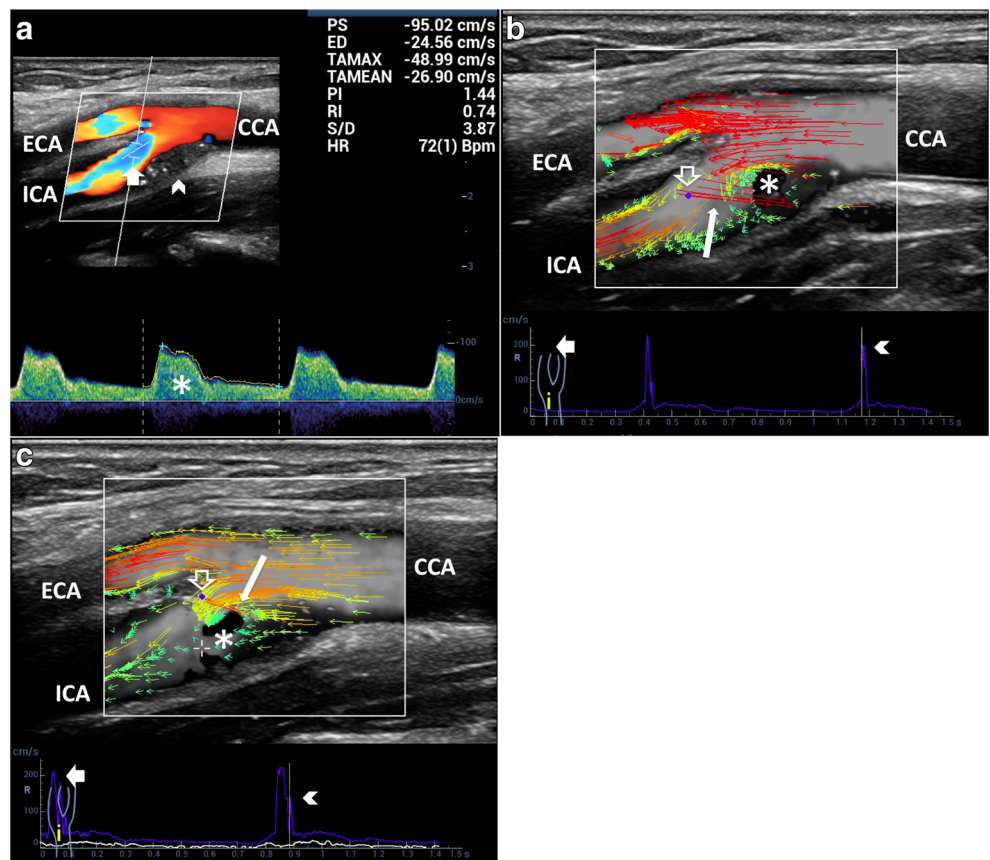 a
PS -95.02 cm/s
ED -24.56 cm/s
TAMAX -48.99 cm/s
TAMEAN -26.90 cm/s
PI 1.44
RI 0.74
S/D 3.87
HR 72(1) Bpm
ECA
CCA
ICA
-2
-3
*
-100
0cm/s
b
ECA
CCA
*
ICA
cm/s
200
R
100
i
0
0 0.1 0.2 0.3 0.4 0.5 0.6 0.7 0.8 0.9 1 1.1 1.2 1.3 1.4 1.5 s
c
CCA
ECA
*
ICA
cm/s
200
R
100
i
0
0 0.1 0.2 0.3 0.4 0.5 0.6 0.7 0.8 0.9 1 1.1 1.2 1.3 1.4 1.5 s